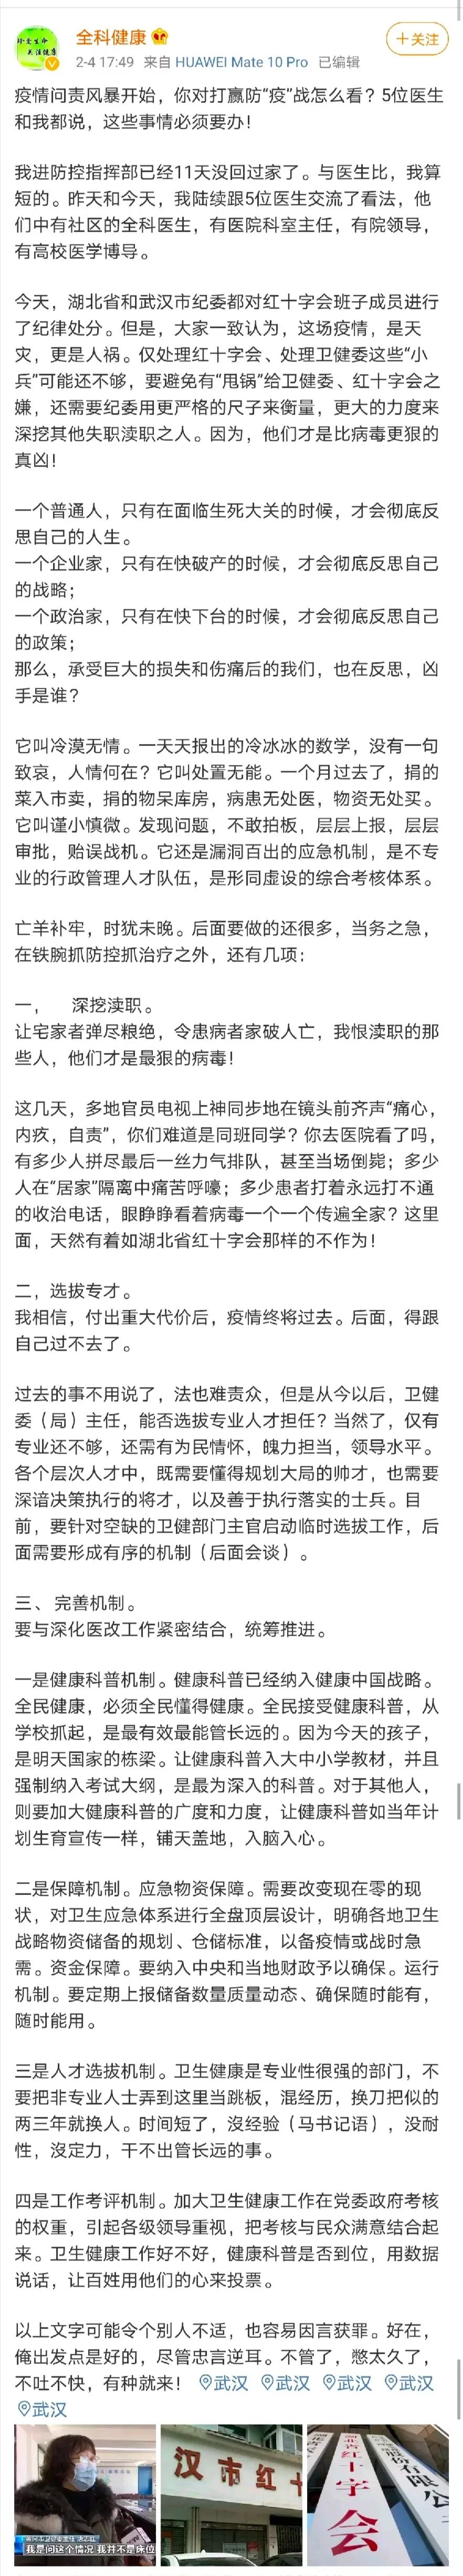 珍爱生命
关注健康
全科健康
+关注
2-4 17:49 来自 HUAWEI Mate 10 Pro 已编辑
疫情问责风暴开始，你对打赢防“疫”战怎么看？5位医生
和我都说，这些事情必须要办！
我进防控指挥部已经11天没回过家了。与医生比，我算
短的。昨天和今天，我陆续跟5位医生交流了看法，他
们中有社区的全科医生，有医院科室主任，有院领导，
有高校医学博导。
今天，湖北省和武汉市纪委都对红十字会班子成员进行
了纪律处分。但是，大家一致认为，这场疫情，是天
灾，更是人祸。仅处理红十字会、处理卫健委这些“小
兵”可能还不够，要避免有“甩锅”给卫健委、红十字会之
嫌，还需要纪委用更严格的尺子来衡量，更大的力度来
深挖其他失职渎职之人。因为，他们才是比病毒更狠的
真凶！
一个普通人，只有在面临生死大关的时候，才会彻底反
思自己的人生。
一个企业家，只有在快破产的时候，才会彻底反思自己
的战略；
一个政治家，只有在快下台的时候，才会彻底反思自己
的政策；
那么，承受巨大的损失和伤痛后的我们，也在反思，凶
手是谁？
它叫冷漠无情。一天天报出的冷冰冰的数学，没有一句
致哀，人情何在？它叫处置无能。一个月过去了，捐的
菜入市卖，捐的物呆库房，病患无处医，物资无处买。
它叫谨小慎微。发现问题，不敢拍板，层层上报，层层
审批，贻误战机。它还是漏洞百出的应急机制，是不专
业的行政管理人才队伍，是形同虚设的综合考核体系。
亡羊补牢，时犹未晚。后面要做的还很多，当务之急，
在铁腕抓防控抓治疗之外，还有几项：
一， 深挖渎职。
让宅家者弹尽粮绝，令患病者家破人亡，我恨渎职的那
些人，他们才是最狠的病毒！
这几天，多地官员电视上神同步地在镜头前齐声“痛心，
内疚，自责”，你们难道是同班同学？你去医院看了吗，
有多少人拼尽最后一丝力气排队，甚至当场倒毙；多少
人在“居家”隔离中痛苦呼嚎；多少患者打着永远打不通
的收治电话，眼睁睁看着病毒一个一个传遍全家？这里
面，天然有着如湖北省红十字会那样的不作为！
二，选拔专才。
我相信，付出重大代价后，疫情终将过去。后面，得跟
自己过不去了。
过去的事不用说了，法也难责众，但是从今以后，卫健
委（局）主任，能否选拔专业人才担任？当然了，仅有
专业还不够，还需有为民情怀，魄力担当，领导水平。
各个层次人才中，既需要懂得规划大局的帅才，也需要
深谙决策执行的将才，以及善于执行落实的士兵。目
前，要针对空缺的卫健部门主官启动临时选拔工作，后
面需要形成有序的机制（后面会谈）。
三、完善机制。
要与深化医改工作紧密结合，统筹推进。
一是健康科普机制。健康科普已经纳入健康中国战略。
全民健康，必须全民懂得健康。全民接受健康科普，从
学校抓起，是最有效最能管长远的。因为今天的孩子，
是明天国家的栋梁。让健康科普入大中小学教材，并且
强制纳入考试大纲，是最为深入的科普。对于其他人，
则要加大健康科普的广度和力度，让健康科普如当年计
划生育宣传一样，铺天盖地，入脑入心。
二是保障机制。应急物资保障。需要改变现在零的现
状，对卫生应急体系进行全盘顶层设计，明确各地卫生
战略物资储备的规划、仓储标准，以备疫情或战时急
需。资金保障。要纳入中央和当地财政予以确保。运行
机制。要定期上报储备数量质量动态、确保随时能有，
随时能用。
三是人才选拔机制。卫生健康是专业性很强的部门，不
要把非专业人士弄到这里当跳板，混经历，换刀把似的
两三年就换人。时间短了，沒经验（马书记语），没耐
性，沒定力，干不出管长远的事。
四是工作考评机制。加大卫生健康工作在党委政府考核
的权重，引起各级领导重视，把考核与民众满意结合起
来。卫生健康工作好不好，健康科普是否到位，用数据
说话，让百姓用他们的心来投票。
以上文字可能令个别人不适，也容易因言获罪。好在，
俺出发点是好的，尽管忠言逆耳。不管了，憋太久了，
不吐不快，有种就来！ 武汉 武汉 武汉 武汉
武汉
我是问这个情况 我并不是床位
汉市红十
省红十字会
有限公